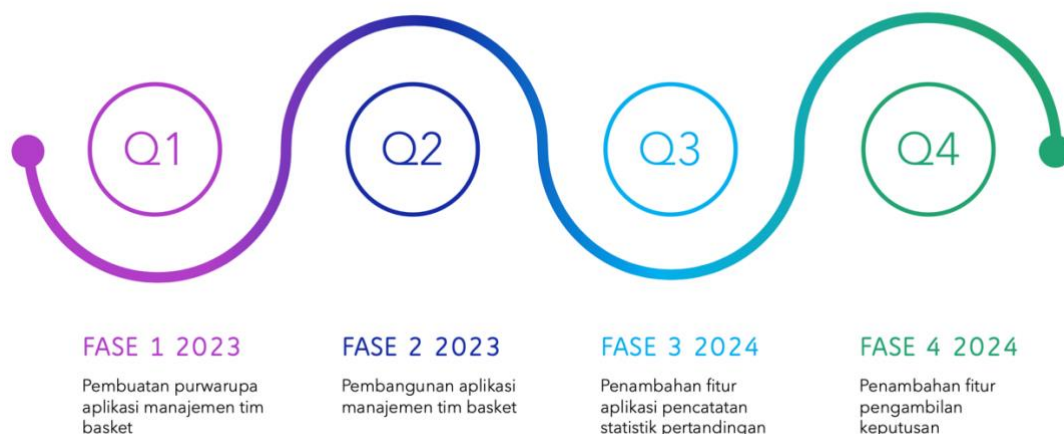 Q1
Q2
Q3
Q4
FASE 1 2023
Pembuatan purwarupa
aplikasi manajemen tim
basket
FASE 2 2023
Pembangunan aplikasi
manajemen tim basket
FASE 3 2024
Penambahan fitur
aplikasi pencatatan
statistik pertandingan
FASE 4 2024
Penambahan fitur
pengambilan
keputusan